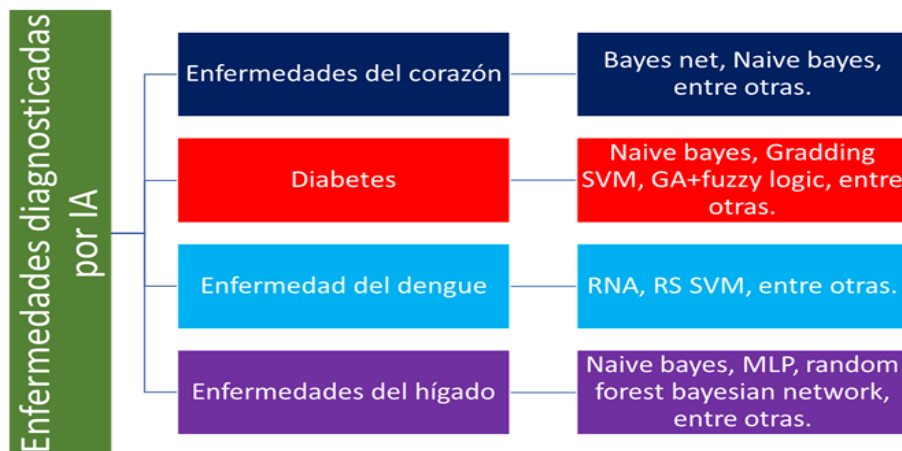 Enfermedades diagnosticadas
por IA
Enfermedades del corazón
Bayes net, Naive bayes,
entre otras.
Diabetes
Naive bayes, Gradding
SVM, GA+fuzzy logic, entre
otras.
Enfermedad del dengue
RNA, RS SVM, entre otras.
Enfermedades del hígado
Naive bayes, MLP, random
forest bayesian network,
entre otras.